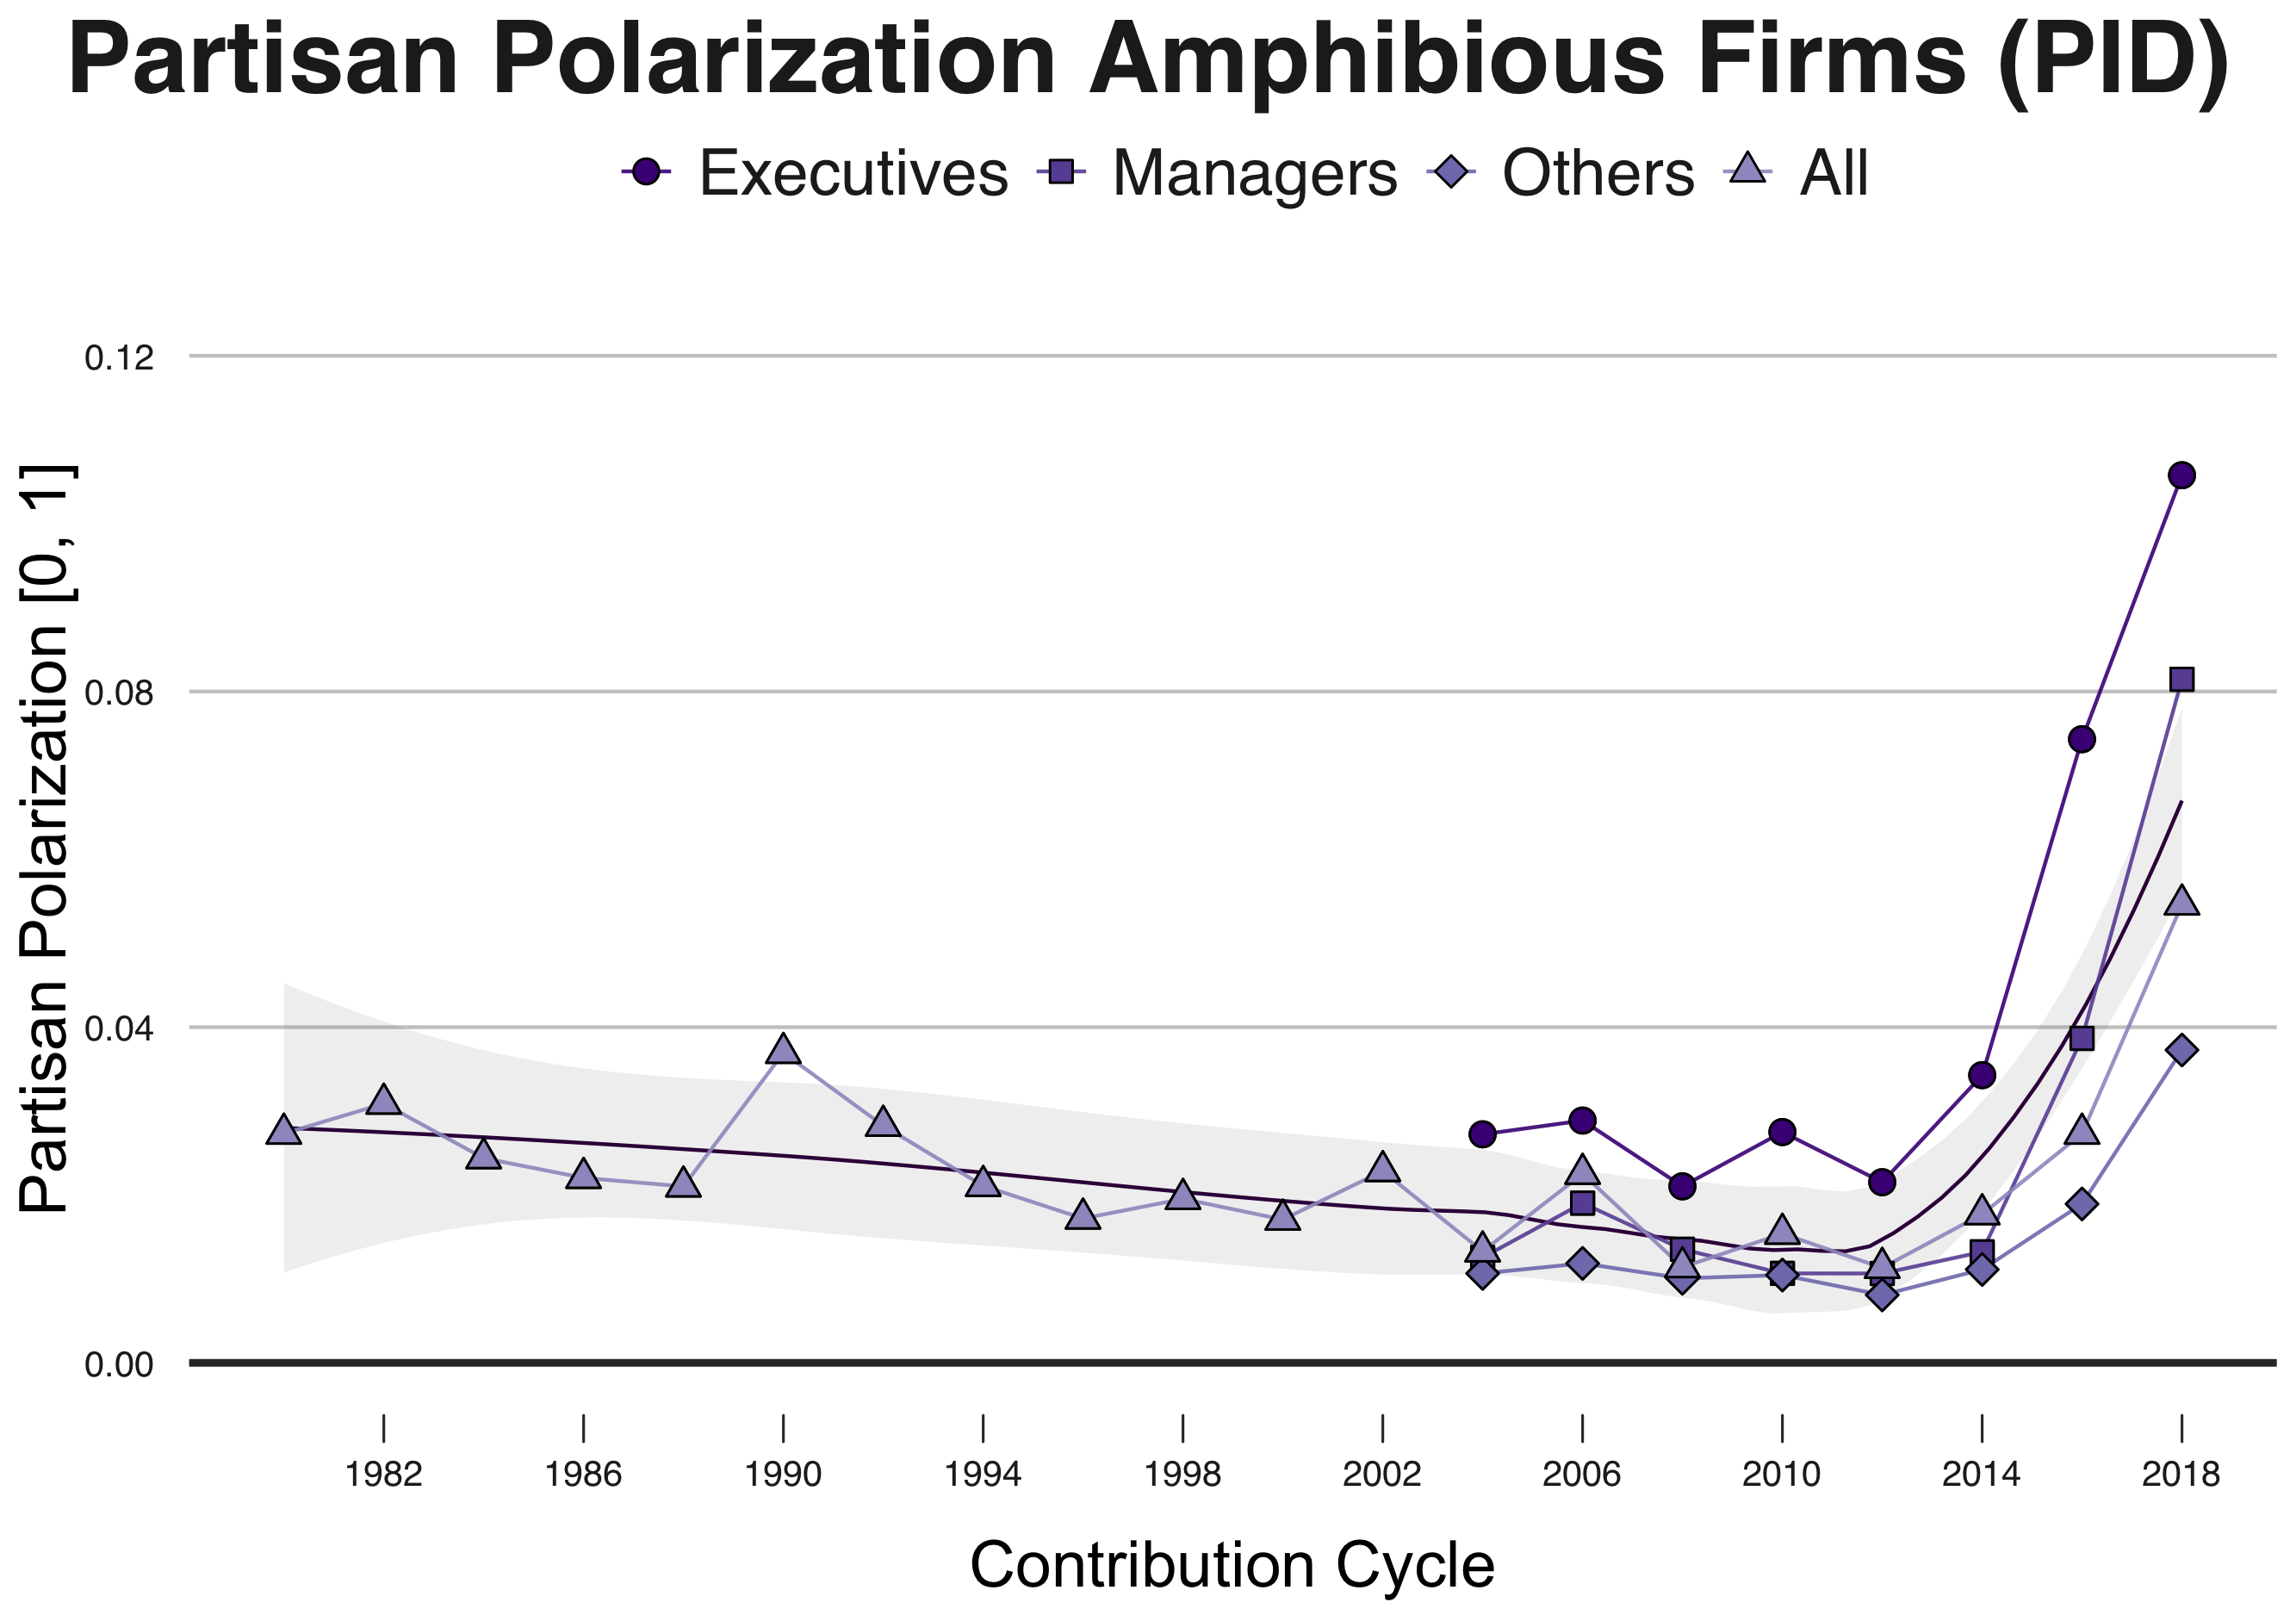 Partisan Polarization Amphibious Firms (PID)
Executives Managers Others All
Partisan Polarization [0, 1]
0.12
0.08
0.04
0.00
1982 1986 1990 1994 1998 2002 2006 2010 2014 2018
Contribution Cycle